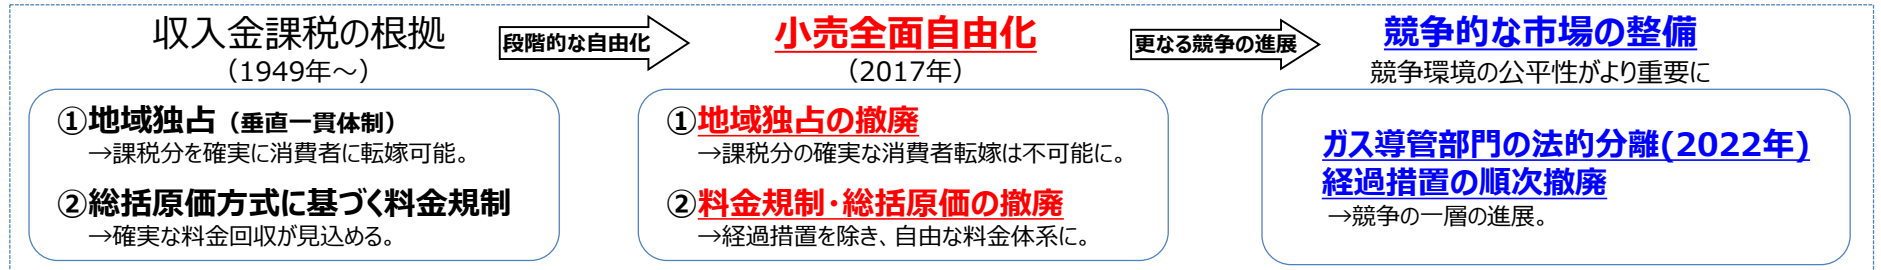 収入金課税の根拠
（1949年～）
段階的な自由化
小売全面自由化
（2017年）
更なる競争の進展
競争的な市場の整備
競争環境の公平性がより重要に
①地域独占（垂直一貫体制）
→課税分を確実に消費者に転嫁可能。
②総括原価方式に基づく料金規制
→確実な料金回収が見込める。
①地域独占の撤廃
→課税分の確実な消費者転嫁は不可能に。
②料金規制・総括原価の撤廃
→経過措置を除き、自由な料金体系に。
ガス導管部門の法的分離(2022年)
経過措置の順次撤廃
→競争の一層の進展。